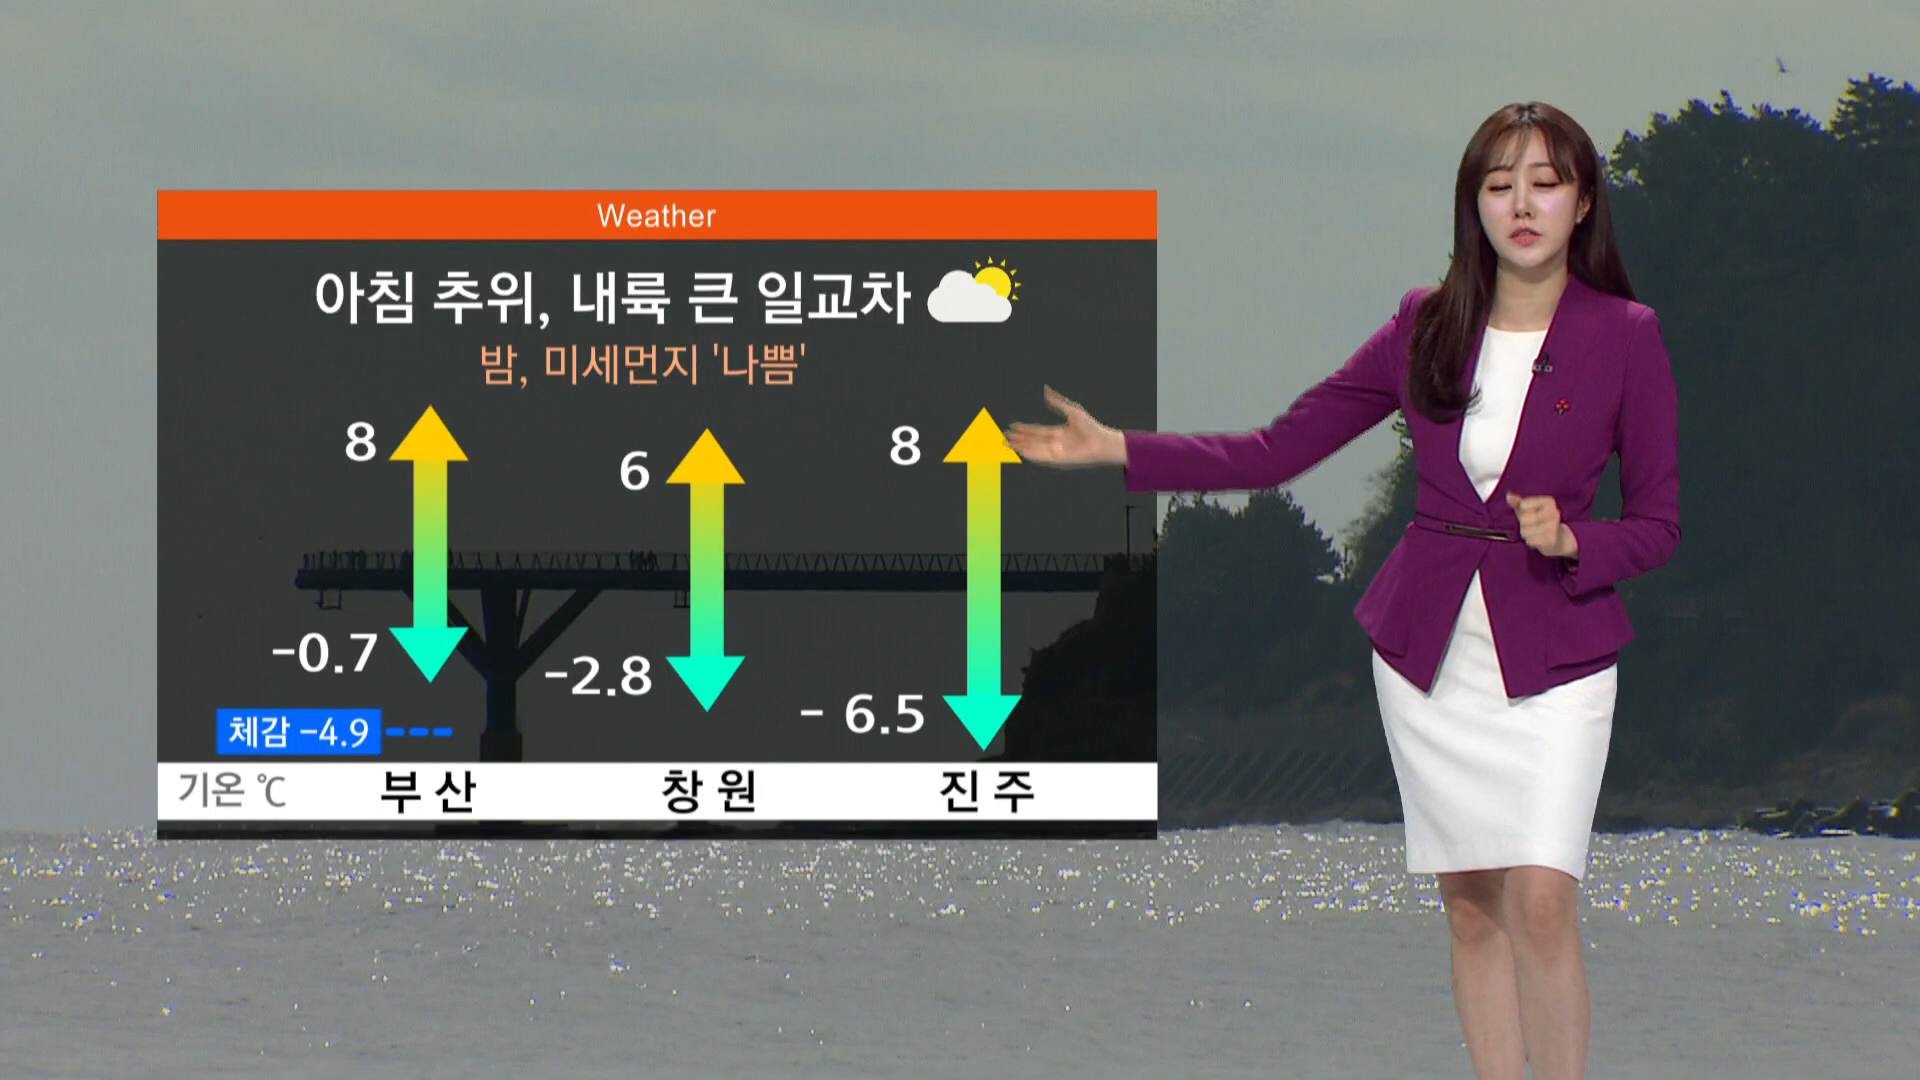 Weather
아침 추위, 내륙 큰 일교차
밤, 미세먼지 '나쁨'
8
6
8
-0.7
-2.8
- 6.5
체감 -4.9
기온 ℃ 부산 창원 진주